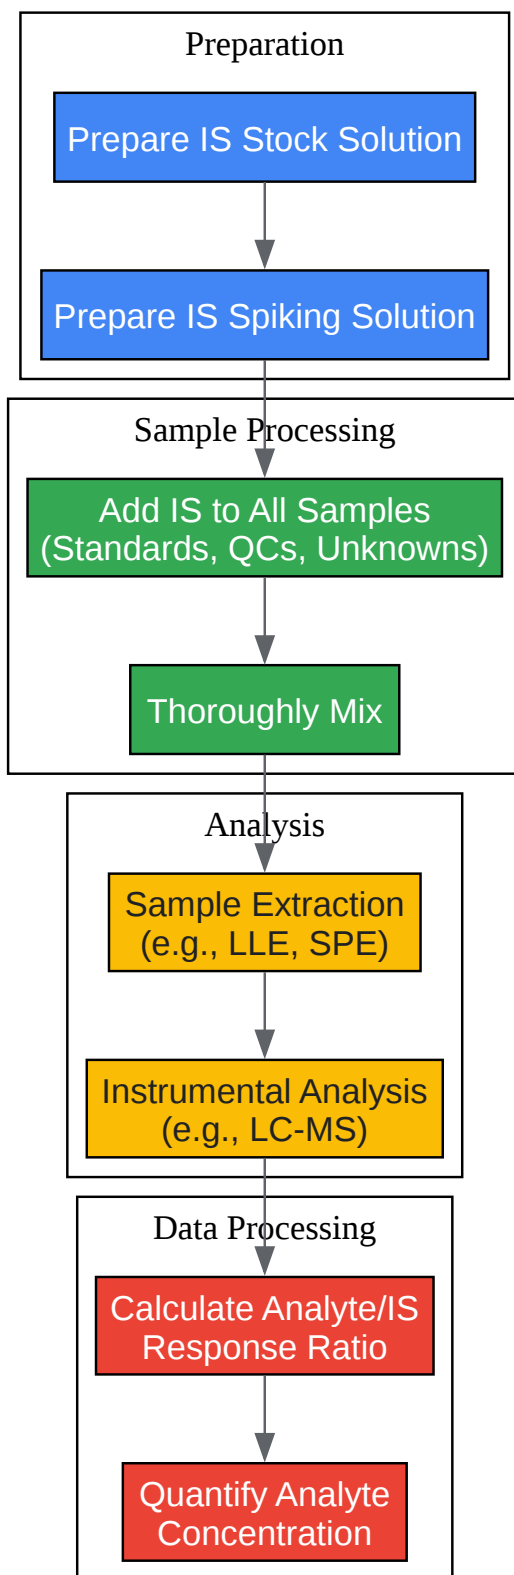 Preparation
Prepare IS Stock Solution
Prepare IS Spiking Solution
Sample Processing
Add IS to All Samples
(Standards, QCs, Unknowns)
Thoroughly Mix
Analysis
Sample Extraction
(e.g., LLE, SPE)
Instrumental Analysis
(e.g., LC-MS)
Data Processing
Calculate Analyte/IS
Response Ratio
Quantify Analyte
Concentration